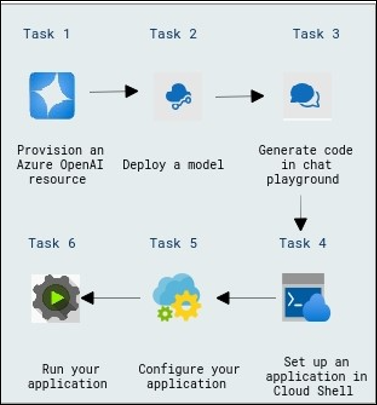 Task 1
Task 2
Task 3
Provision an
Azure OpenAI
resource
Deploy a model
Generate code
in chat
playground
Task 6
Task 5
Task 4
Run your
application
Configure your
application
Set up an
application in
Cloud Shell